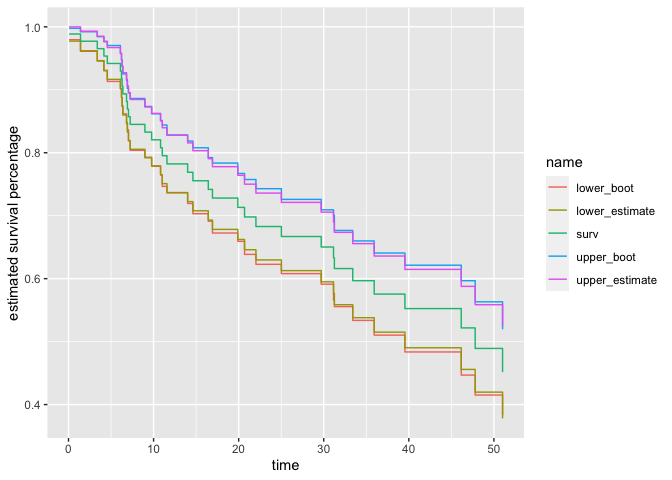 1.0
0.8
0.6
0.4
estimated survival percentage
0
10
20
30
40
50
time
name
lower_boot
lower_estimate
surv
upper_boot
upper_estimate